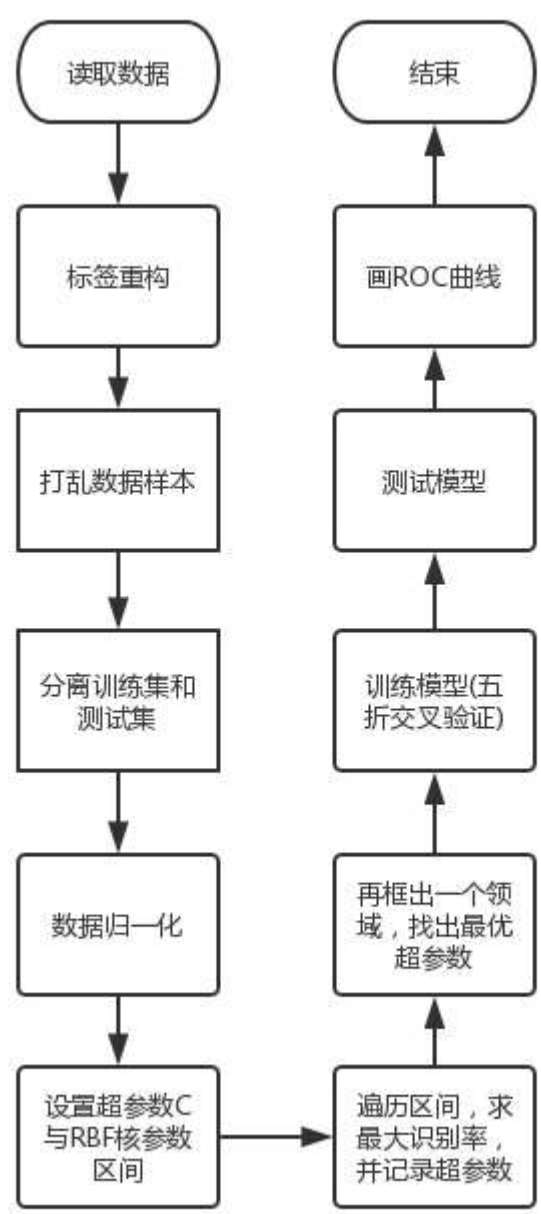 读取数据
标签重构
打乱数据样本
分离训练集和
测试集
数据归一化
设置超参数C
与RBF核参数
区间
遍历区间，求
最大识别率，
并记录超参数
再框出一个领
域，找出最优
超参数
训练模型(五
折交叉验证)
测试模型
画ROC曲线
结束